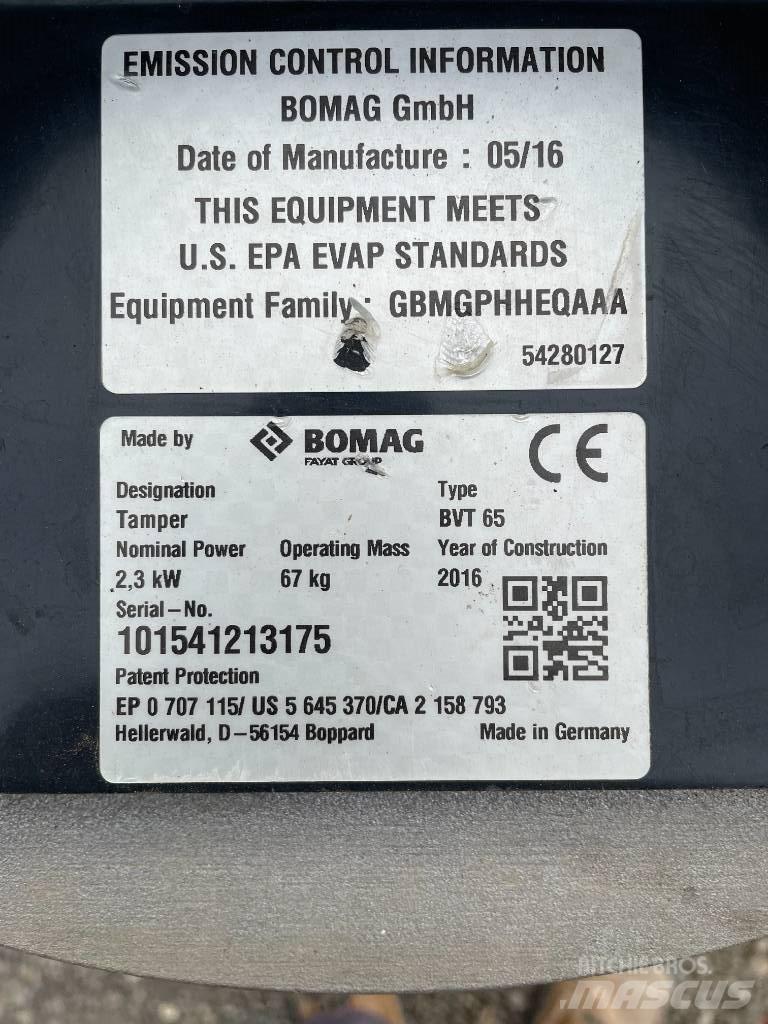 EMISSION CONTROL INFORMATION
BOMAG GmbH
Date of Manufacture : 05/16
THIS EQUIPMENT MEETS
U.S. EPA EVAP STANDARDS
Equipment Family : GBMGPHHEQAAA
54280127
Made by BOMAG CE
FAYAT GROUP
Designation Type
Tamper BVT 65
Nominal Power Operating Mass Year of Construction
2,3 kW 67 kg 2016
Serial-No.
101541213175
Patent Protection
EP 0 707 115/ US 5 645 370/CA 2 158 793
Hellerwald, D-56154 Boppard Made in Germany
RITCHIE BROS.
MASCUS